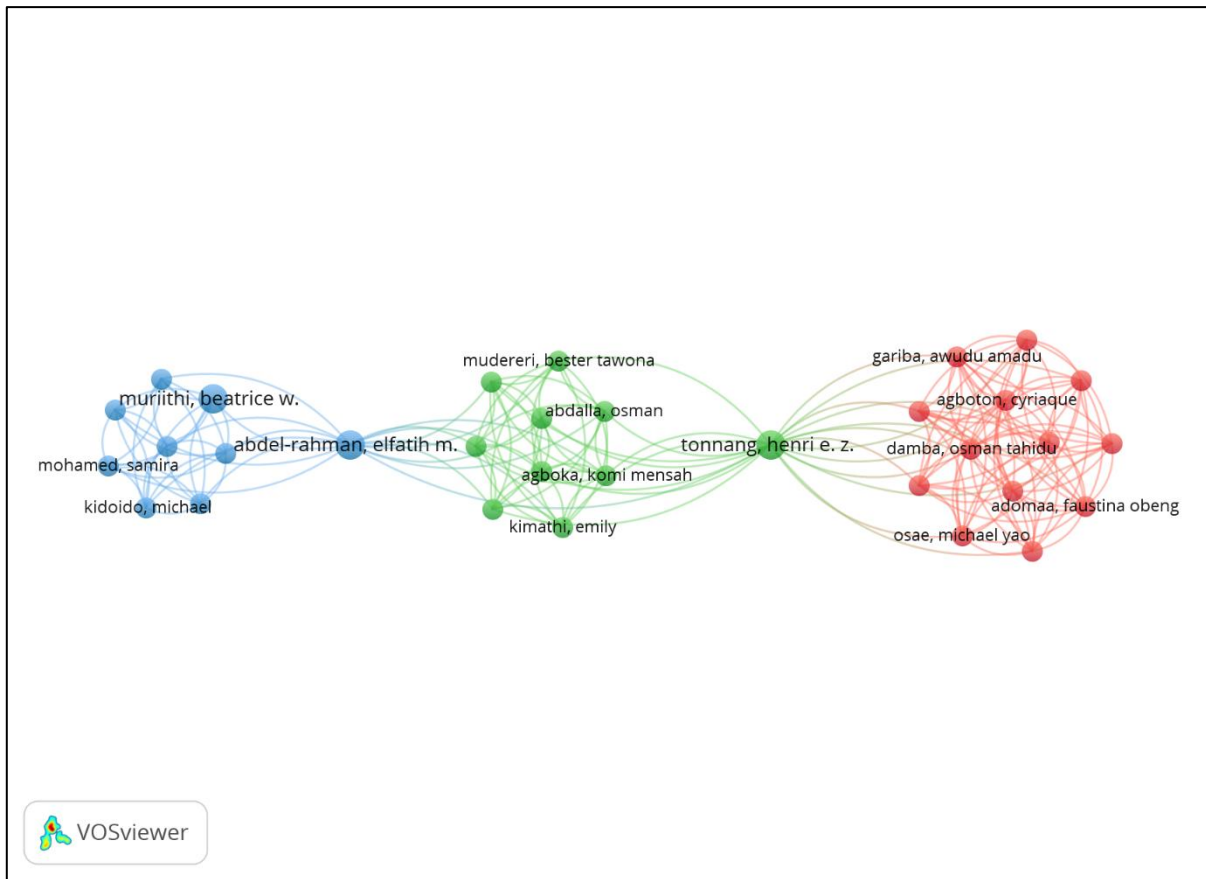 muriithi, beatrice w.
abdel-rahman, elfatih m.
mohamed, samira
kidoido, michael
mudereri, bester tawona
abdalla, osman
agboka, komi mensah
kimathi, emily
tonnang, henri e. z.
gariba, awudu amadu
agboton, cyriaque
damba, osman tahidu
adomaa, faustina obeng
osae, michael yao
VOSviewer